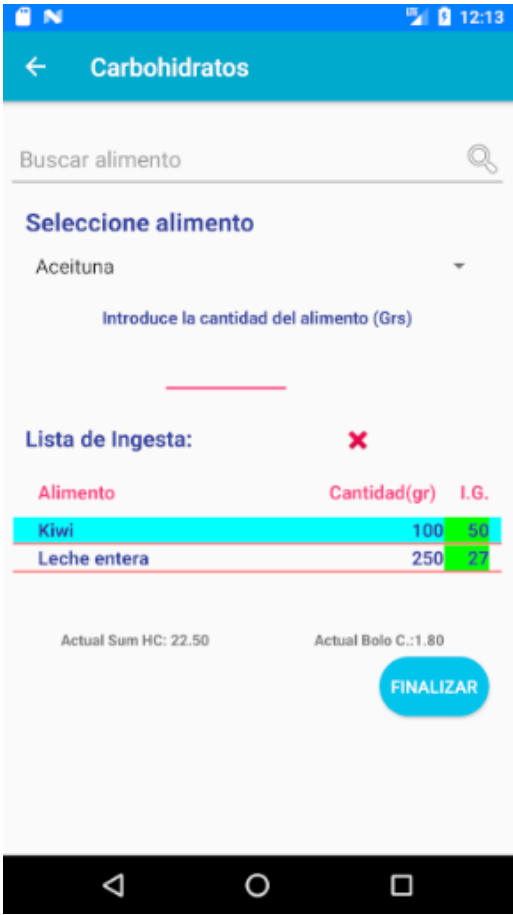 LTE 12:13
Carbohidratos
Buscar alimento
Seleccione alimento
Aceituna
Introduce la cantidad del alimento (Grs)
Lista de Ingesta:
Alimento Cantidad(gr) I.G.
Kiwi 100 50
Leche entera 250 27
Actual Sum HC: 22.50 Actual Bolo C.:1.80
FINALIZAR